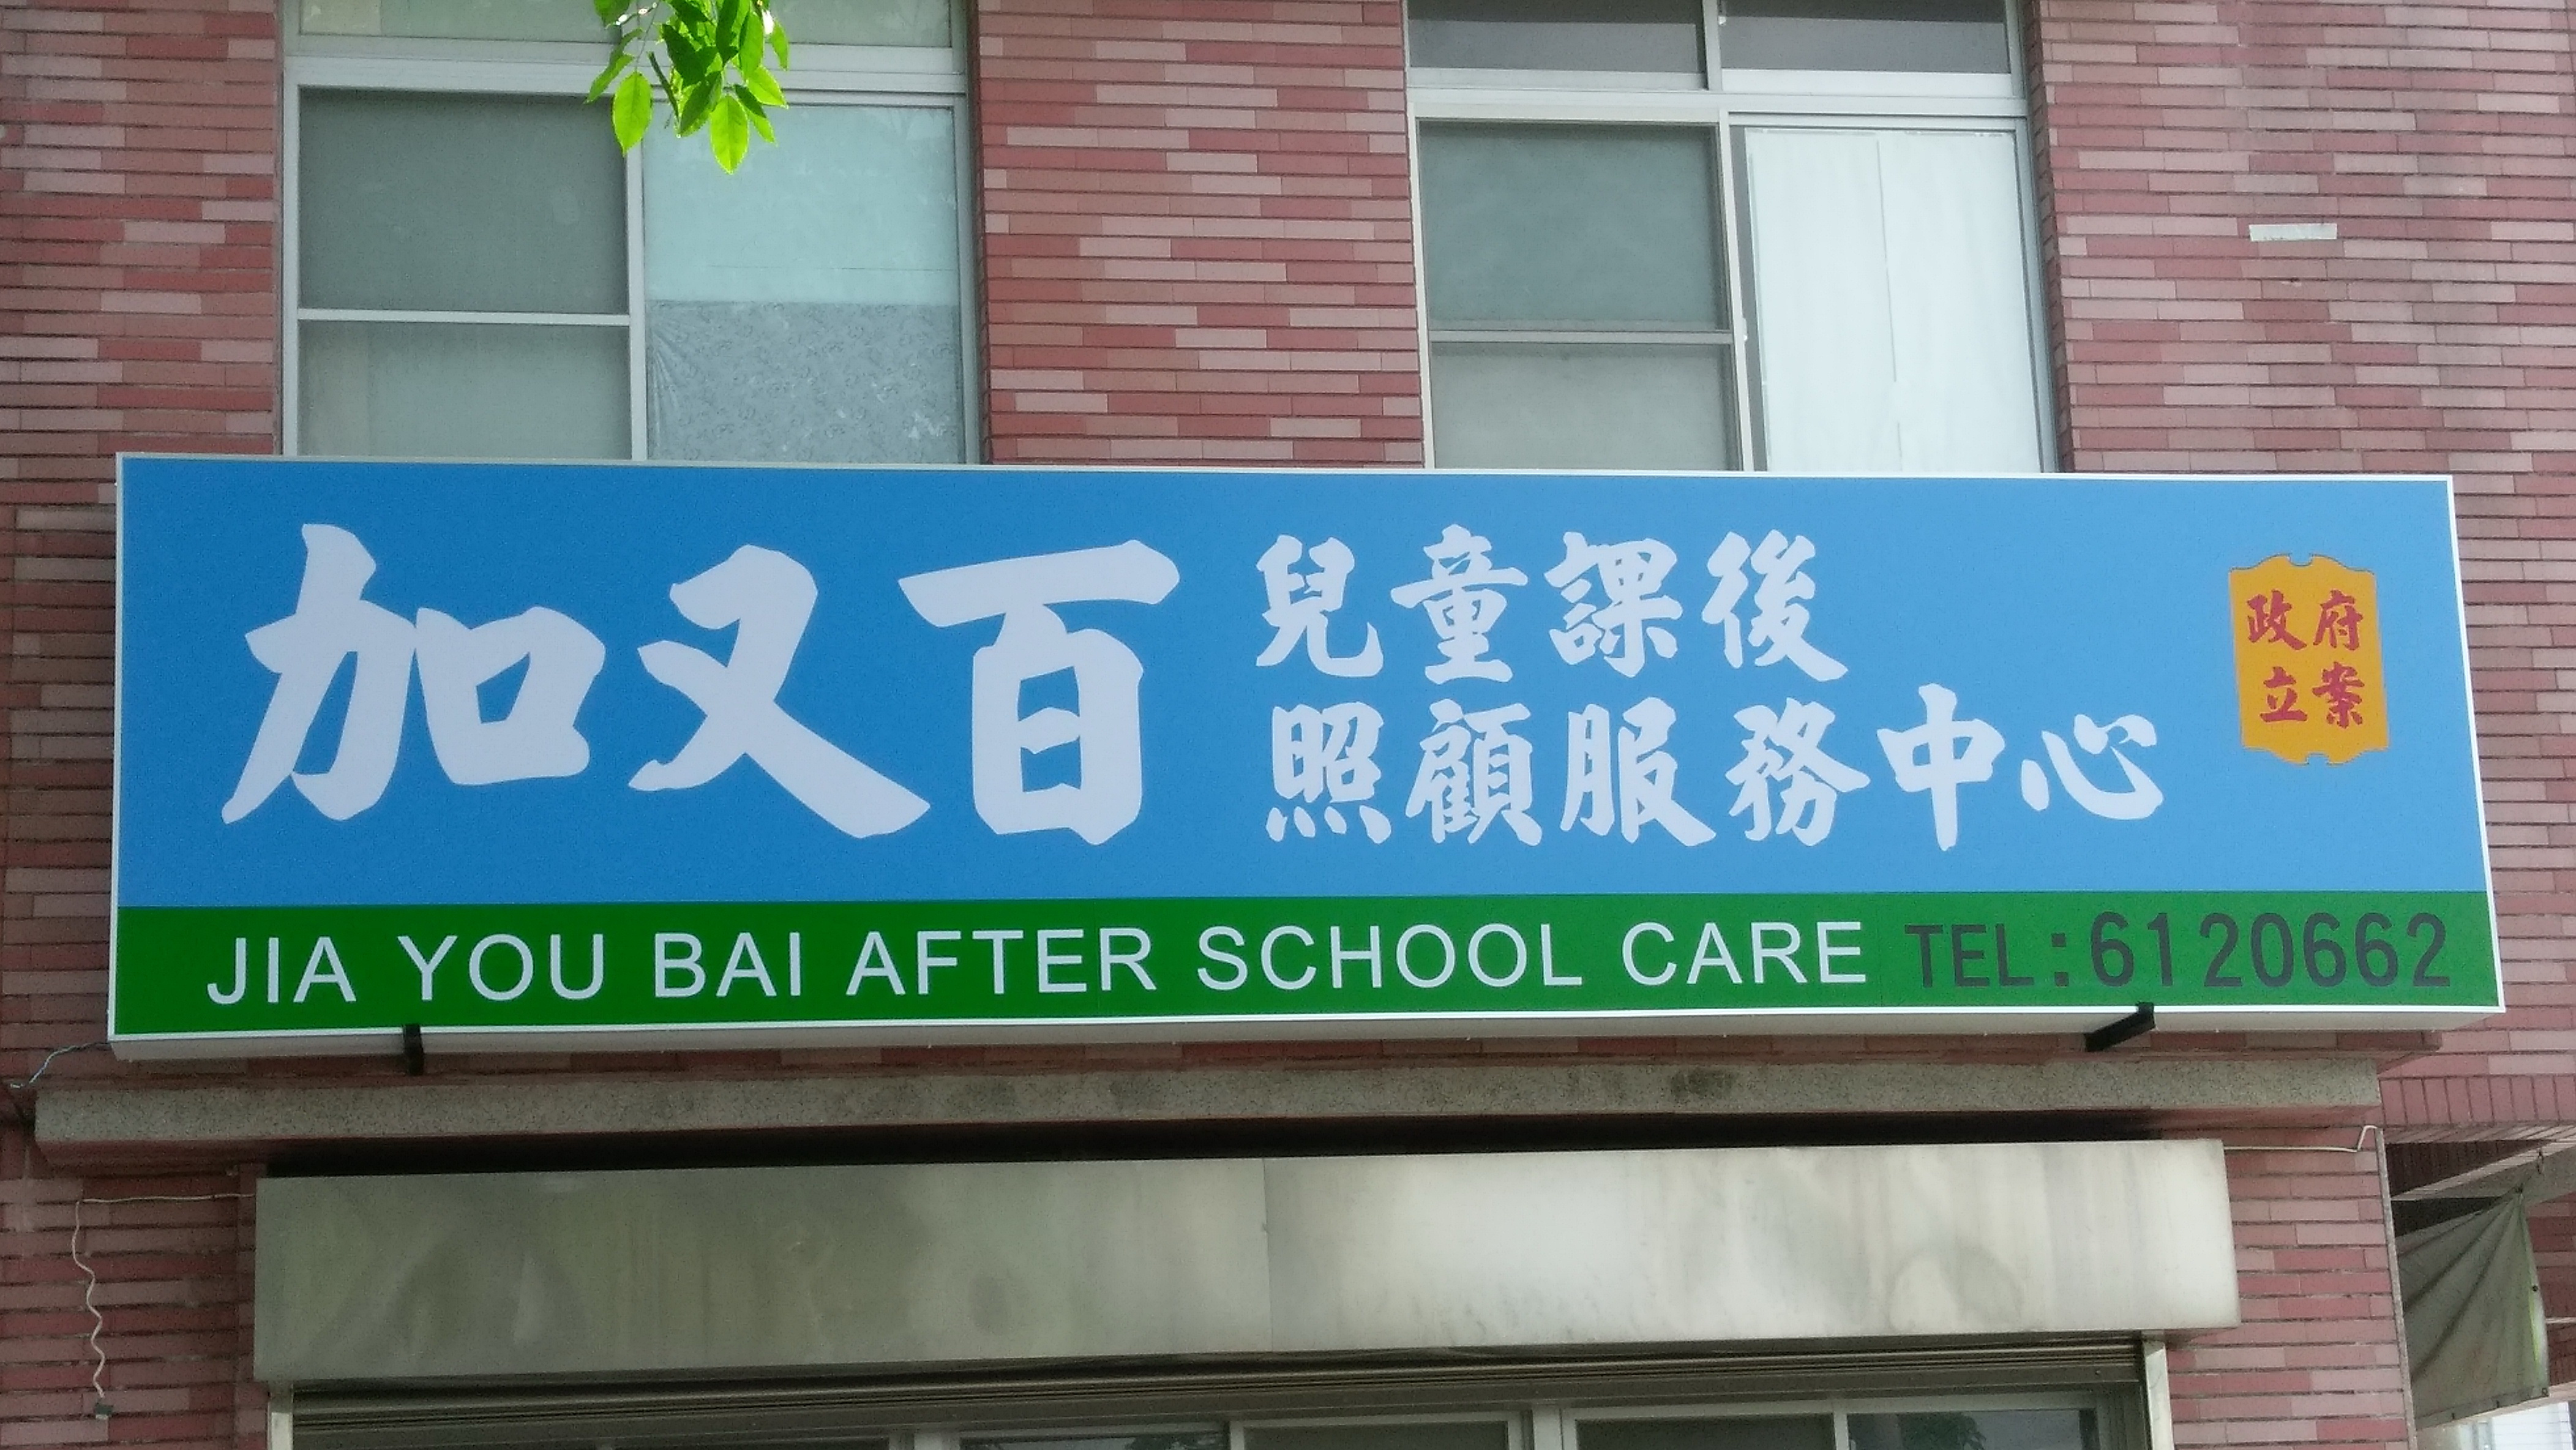 加又百
兒童課後
照顧服務中心
政府
立案
JIA YOU BAI AFTER SCHOOL CARE TEL:6120662